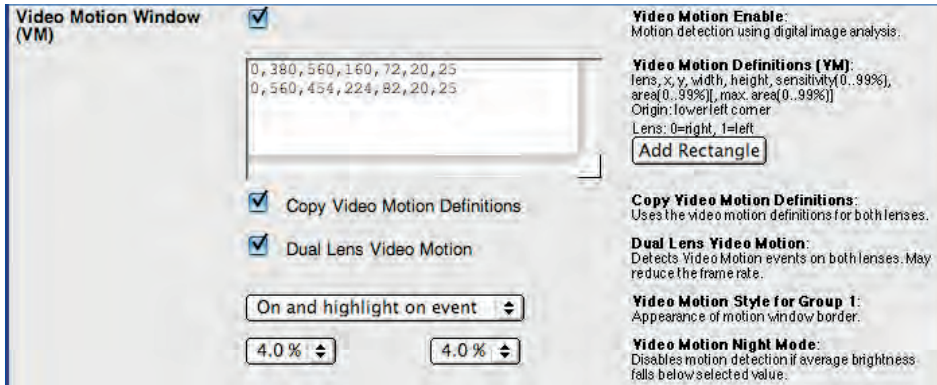 Video Motion Window
(VM)
Video Motion Enable:
Motion detection using digital image analysis.
0,380,560,160,72,20,25
0,560,454,224,82,20,25
Video Motion Definitions (VM):
lens, x, y, width, height, sensitivity(0..99%),
area(0..99%)[, max. area(0..99%)]
Origin: lower left corner
Lens: 0=right, 1=left
Add Rectangle
Copy Video Motion Definitions
Copy Video Motion Definitions:
Uses the video motion definitions for both lenses.
Dual Lens Video Motion
Dual Lens Video Motion:
Detects Video Motion events on both lenses. May
reduce the frame rate.
On and highlight on event
Video Motion Style for Group 1:
Appearance of motion window border.
4.0 % 4.0 %
Video Motion Night Mode:
Disables motion detection if average brightness
falls below selected value.